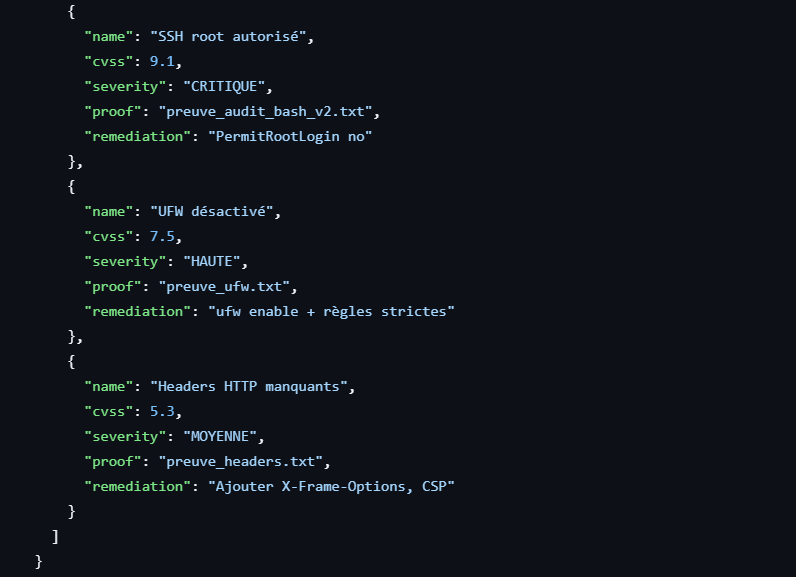 {
"name": "SSH root autorisé",
"cvss": 9.1,
"severity": "CRITIQUE",
"proof": "preuve_audit_bash_v2.txt",
"remediation": "PermitRootLogin no"
},
{
"name": "UFW désactivé",
"cvss": 7.5,
"severity": "HAUTE",
"proof": "preuve_ufw.txt",
"remediation": "ufw enable + règles strictes"
},
{
"name": "Headers HTTP manquants",
"cvss": 5.3,
"severity": "MOYENNE",
"proof": "preuve_headers.txt",
"remediation": "Ajouter X-Frame-Options, CSP"
}
]
}